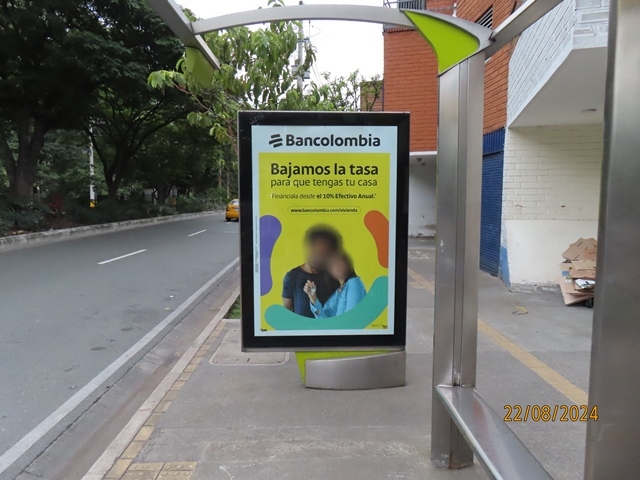 Bancolombia
Bajamos la tasa
para que tengas tu casa
Fináncíala desde el 10% Efectivo Anual.*
www.bancolombia.com/vivienda
22/08/2024